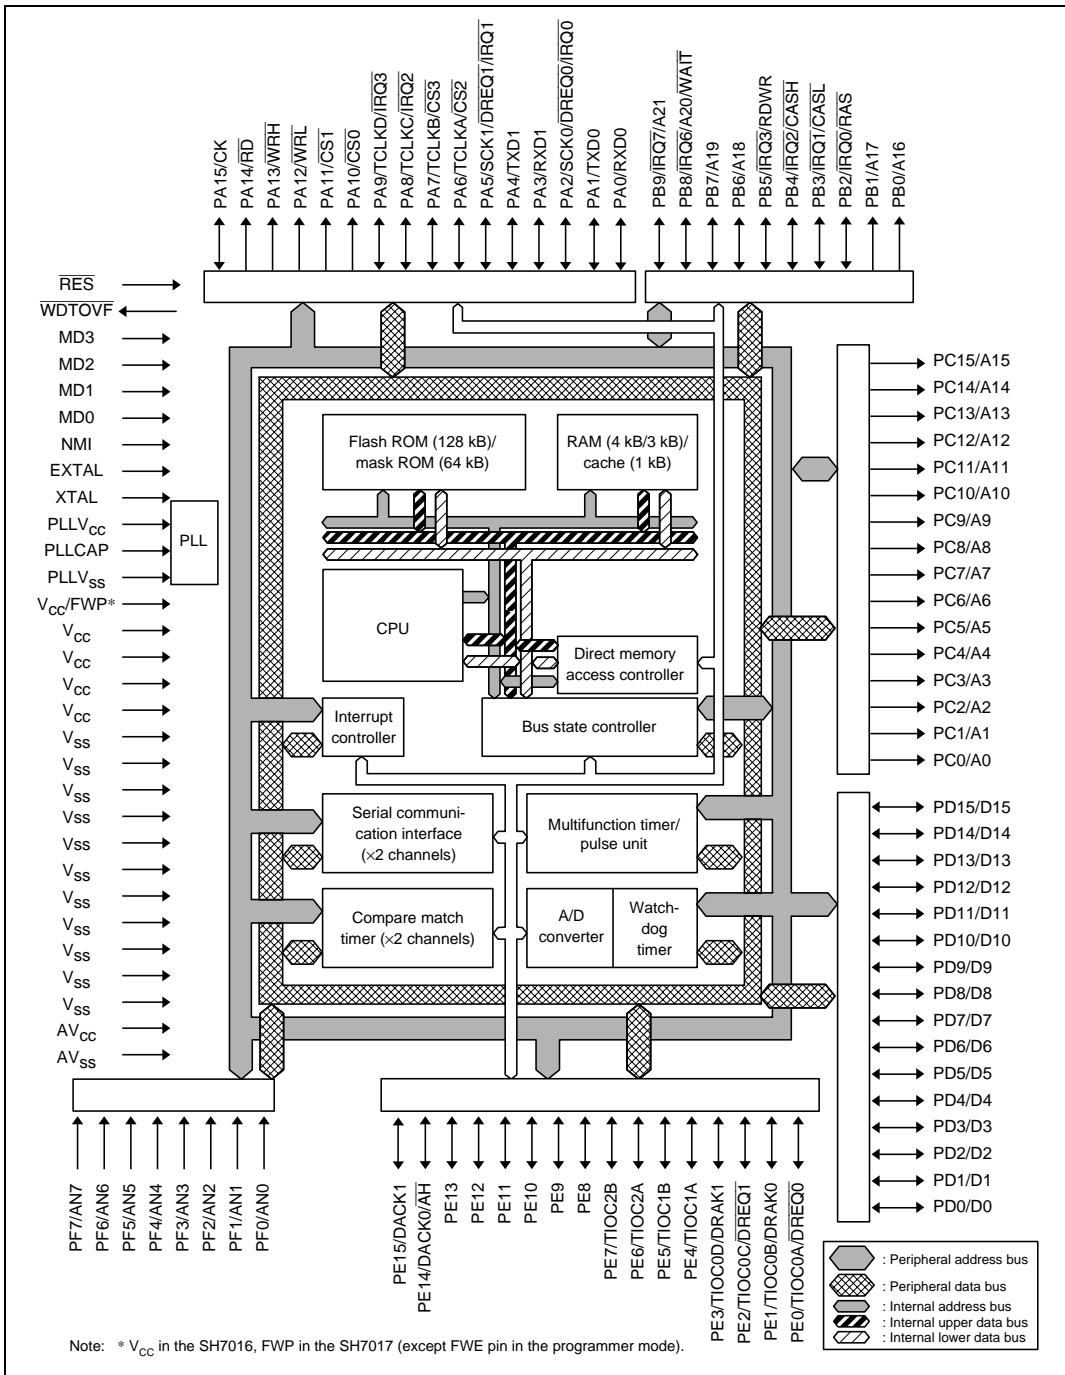 PA15/CK
PA14/RD
PA13/WRH
PA12/WRL
PA11/CS1
PA10/CS0
PA9/TCLKD/IRQ3
PA8/TCLKC/IRQ2
PA7/TCLKB/CS3
PA6/TCLKA/CS2
PA5/SCK1/DREQ1/IRQ1
PA4/TXD1
PA3/RXD1
PA2/SCK0/DREQ0/IRQ0
PA1/TXD0
PA0/RXD0
PB9/IRQ7/A21
PB8/IRQ6/A20/WAIT
PB7/A19
PB6/A18
PB5/IRQ3/RDWR
PB4/IRQ2/CASH
PB3/IRQ1/CASL
PB2/IRQ0/RAS
PB1/A17
PB0/A16
RES
WDTOVF
MD3
MD2
MD1
MD0
NMI
EXTAL
XTAL
PLLVCC
PLLCAP
PLLVSS
PLL
VCC/FWP*
VCC
VCC
VCC
VCC
VSS
VSS
VSS
Vss
Vss
VSS
VSS
VSS
VSS
VSS
VSS
AVCC
AVSS
Flash ROM (128 kB)/
mask ROM (64 kB)
RAM (4 kB/3 kB)/
cache (1 kB)
CPU
Direct memory
access controller
Interrupt
controller
Bus state controller
Serial communi-
cation interface
(×2 channels)
Multifunction timer/
pulse unit
Compare match
timer (×2 channels)
A/D
converter
Watch-
dog
timer
PC15/A15
PC14/A14
PC13/A13
PC12/A12
PC11/A11
PC10/A10
PC9/A9
PC8/A8
PC7/A7
PC6/A6
PC5/A5
PC4/A4
PC3/A3
PC2/A2
PC1/A1
PC0/A0
PD15/D15
PD14/D14
PD13/D13
PD12/D12
PD11/D11
PD10/D10
PD9/D9
PD8/D8
PD7/D7
PD6/D6
PD5/D5
PD4/D4
PD3/D3
PD2/D2
PD1/D1
PD0/D0
PF7/AN7
PF6/AN6
PF5/AN5
PF4/AN4
PF3/AN3
PF2/AN2
PF1/AN1
PF0/AN0
PE15/DACK1
PE14/DACK0/AH
PE13
PE12
PE11
PE10
PE9
PE8
PE7/TIOC2B
PE6/TIOC2A
PE5/TIOC1B
PE4/TIOC1A
PE3/TIOC0D/DRAK1
PE2/TIOC0C/DREQ1
PE1/TIOC0B/DRAK0
PE0/TIOC0A/DREQ0
: Peripheral address bus
: Peripheral data bus
: Internal address bus
: Internal upper data bus
: Internal lower data bus
Note: * VCC in the SH7016, FWP in the SH7017 (except FWE pin in the programmer mode).